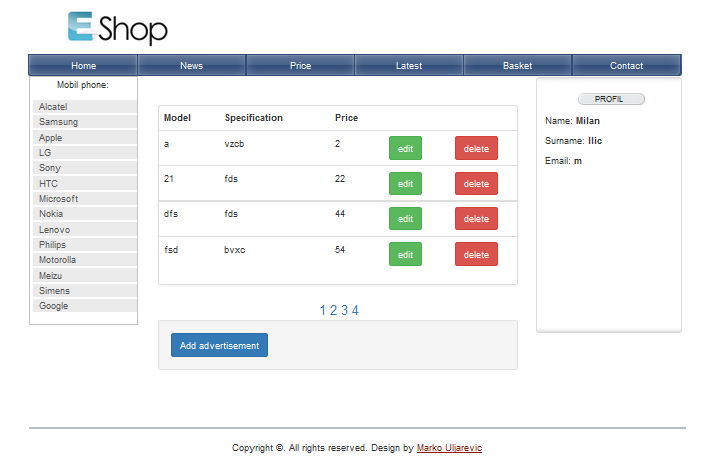 E Shop
Home News Price Latest Basket Contact
Mobil phone:
Alcatel
Samsung
Apple
LG
Sony
HTC
Microsoft
Nokia
Lenovo
Philips
Motorolla
Meizu
Simens
Google
Model Specification Price
a vzcb 2 edit delete
21 fds 22 edit delete
dfs fds 44 edit delete
fsd bvxc 54 edit delete
1 2 3 4
Add advertisement
PROFIL
Name: Milan
Surname: Ilic
Email: m
Copyright ©. All rights reserved. Design by Marko Uljarevic